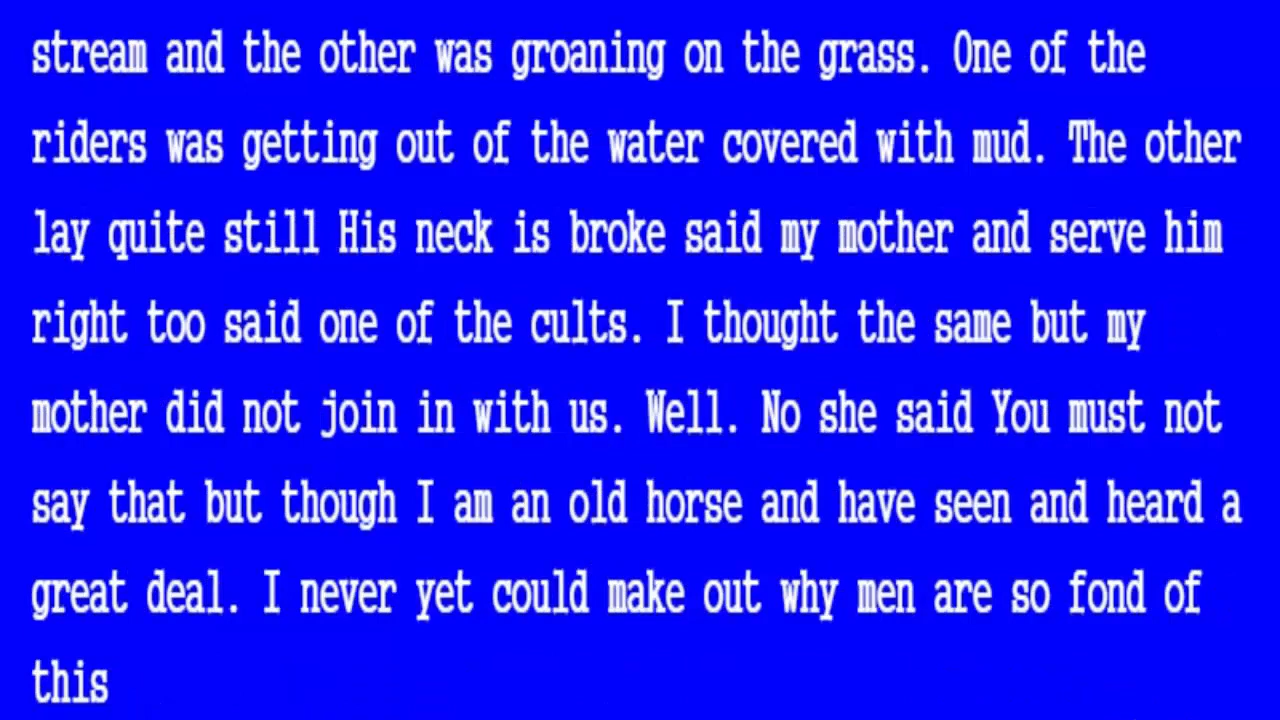 stream and the other was groaning on the grass. One of the
riders was getting out of the water covered with mud. The other
lay quite still His neck is broke said my mother and serve him
right too said one of the cults. I thought the same but my
mother did not join in with us. Well. No she said You must not
say that but though I am an old horse and have seen and heard a
great deal. I never yet could make out why men are so fond of
this